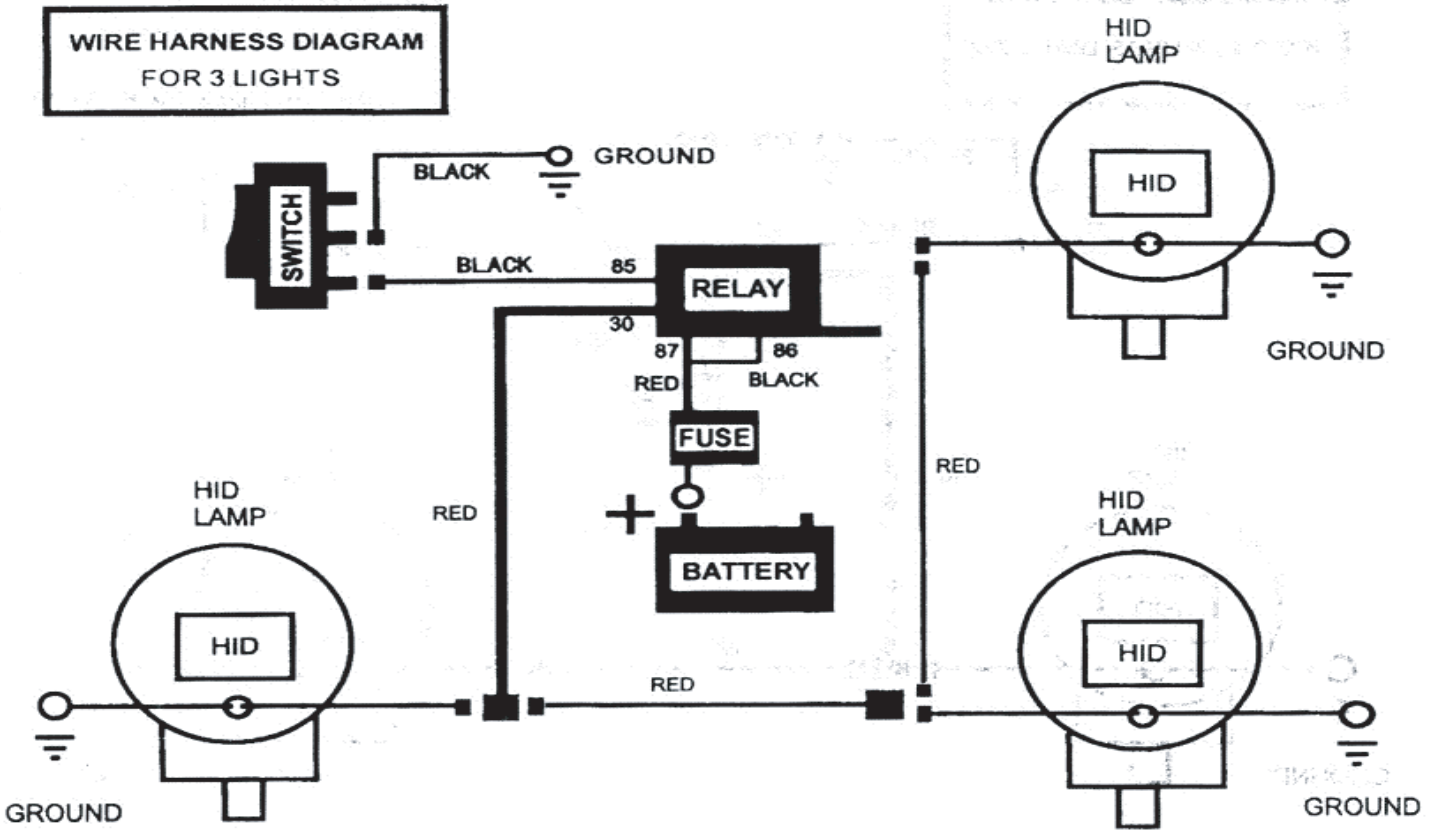 WIRE HARNESS DIAGRAM
FOR 3 LIGHTS
HID
LAMP
HID
GROUND
BLACK
GROUND
SWITCH
BLACK
85
RELAY
30
87
86
RED
BLACK
FUSE
RED
RED
+
BATTERY
HID
LAMP
HID
GROUND
RED
HID
LAMP
HID
GROUND